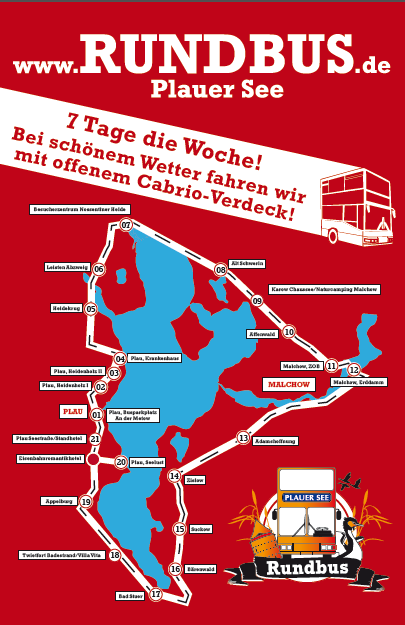 www.RUNDBUS.de
Plauer See
7 Tage die Woche!
Bei schönem Wetter fahren wir
mit offenem Cabrio-Verdeck!
Besucherzentrum Nossentiner Heide
07
Leisten Abzweig
06
08
Alt Schwerin
Karow Chaussee/Naturcamping Malchow
09
Heidekrug
05
10
Affenwald
04
Plau, Krankenhaus
Plau, Heidenholz II
03
Malchow, ZOB
11
12
Plau, Heidenholz I
02
MALCHOW
Malchow, Erddamm
PLAU
01
Plau, Busparkplatz
An der Metow
Plau Seestraße/Standhotel
21
13
Adamshoffnung
Eisenbahnromantikhotel
20
Plau, Seelust
14
Zislow
Appelburg
19
PLAUER SEE
15
Suckow
Twietfort Badestrand/Villa Vita
18
16
Bärenwald
Rundbus
Bad Stuer
17